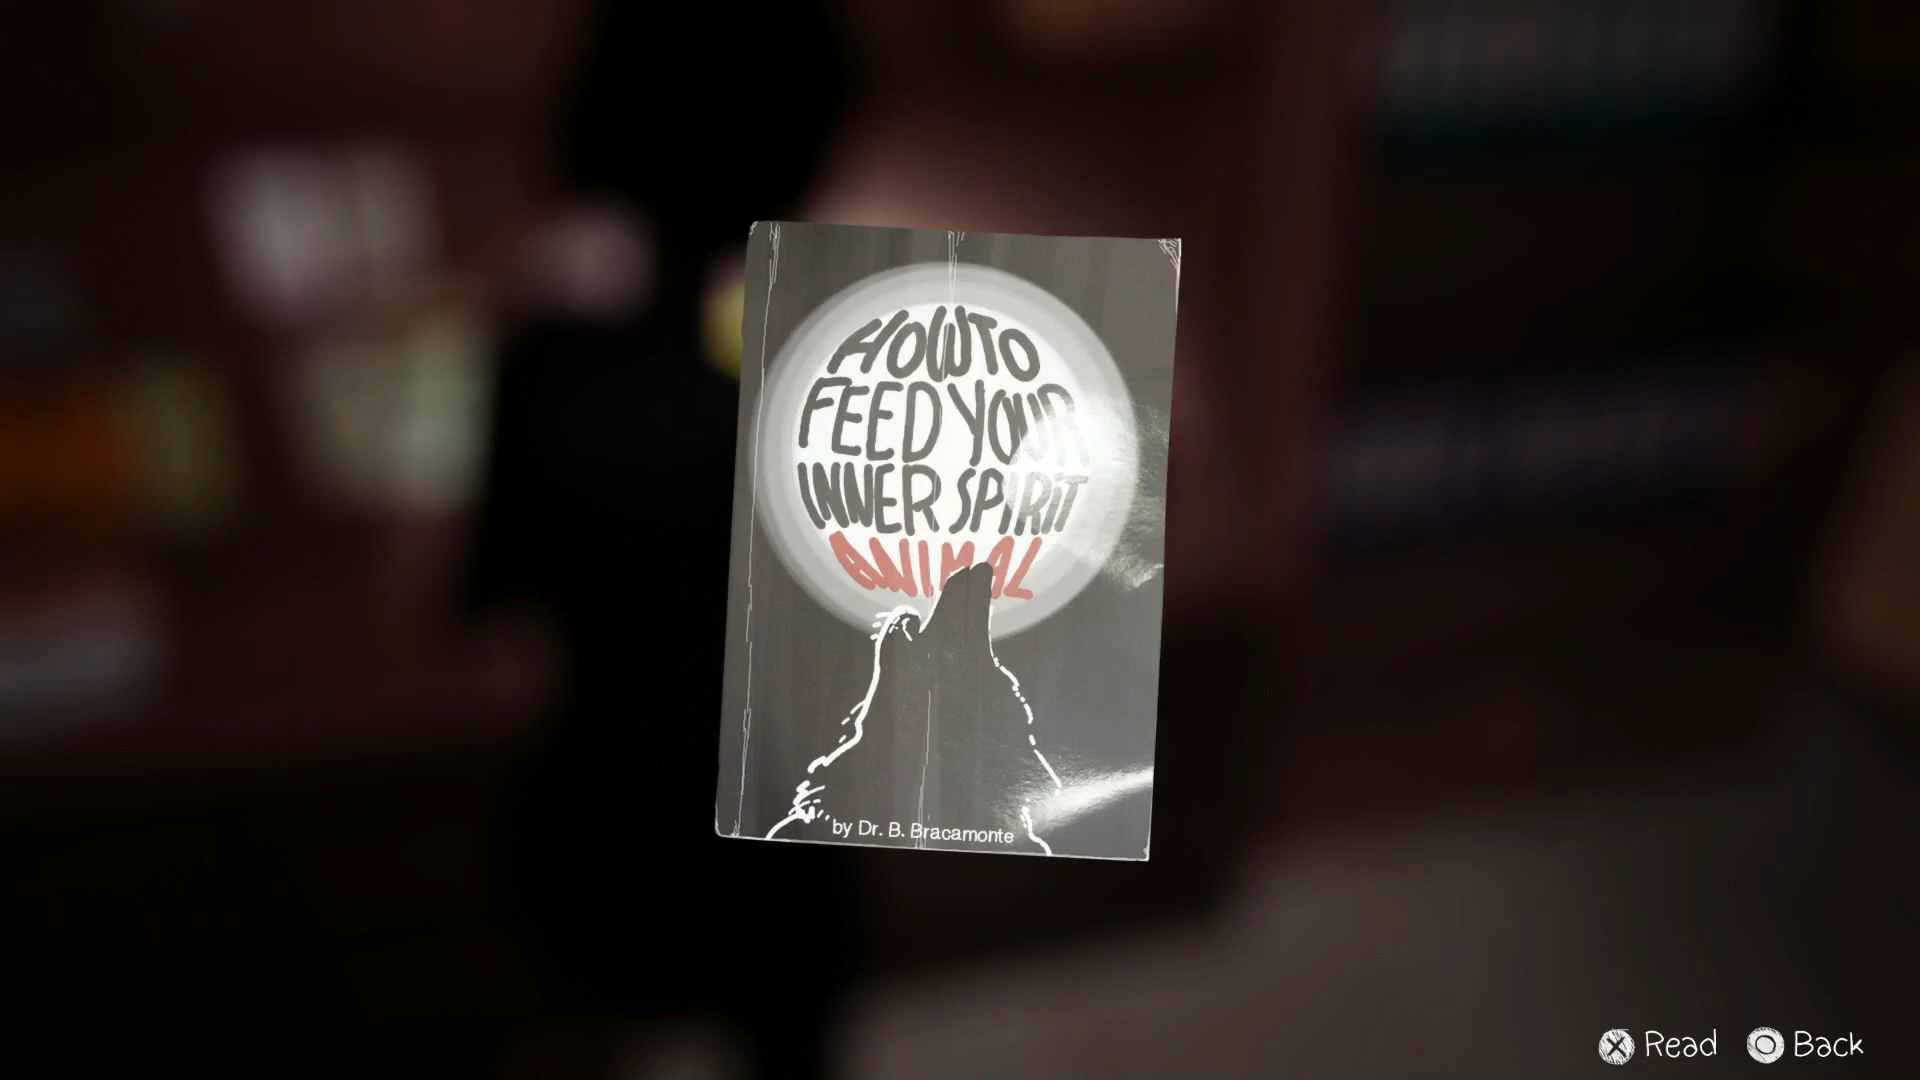 HOW TO
FEED YOUR
INNER SPIRIT
ANIMAL
by Dr. B. Bracamonte
Read Back